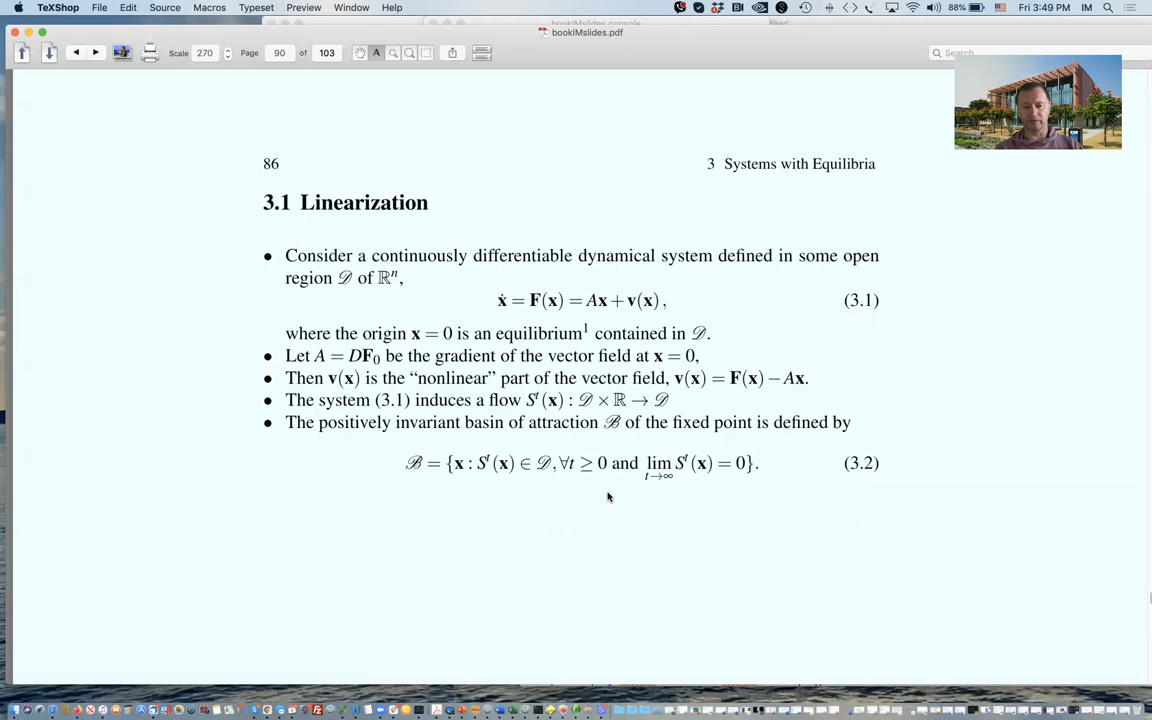 TeXShop File Edit Source Macros Typeset Preview Window Help 88% Fri 3:49 PM IM
bookIMslides.pdf
Scale 270 Page 90 of 103 A Search
86 3 Systems with Equilibria
3.1 Linearization
• Consider a continuously differentiable dynamical system defined in some open
region 𝒟 of ℝⁿ,
ẋ = F(x) = Ax + v(x), (3.1)
where the origin x = 0 is an equilibrium¹ contained in 𝒟.
• Let A = DF₀ be the gradient of the vector field at x = 0,
• Then v(x) is the “nonlinear” part of the vector field, v(x) = F(x) − Ax.
• The system (3.1) induces a flow Sᵗ(x) : 𝒟 × ℝ → 𝒟
• The positively invariant basin of attraction ℬ of the fixed point is defined by
ℬ = {x : Sᵗ(x) ∈ 𝒟, ∀t ≥ 0 and lim Sᵗ(x) = 0}. (3.2)
t→∞